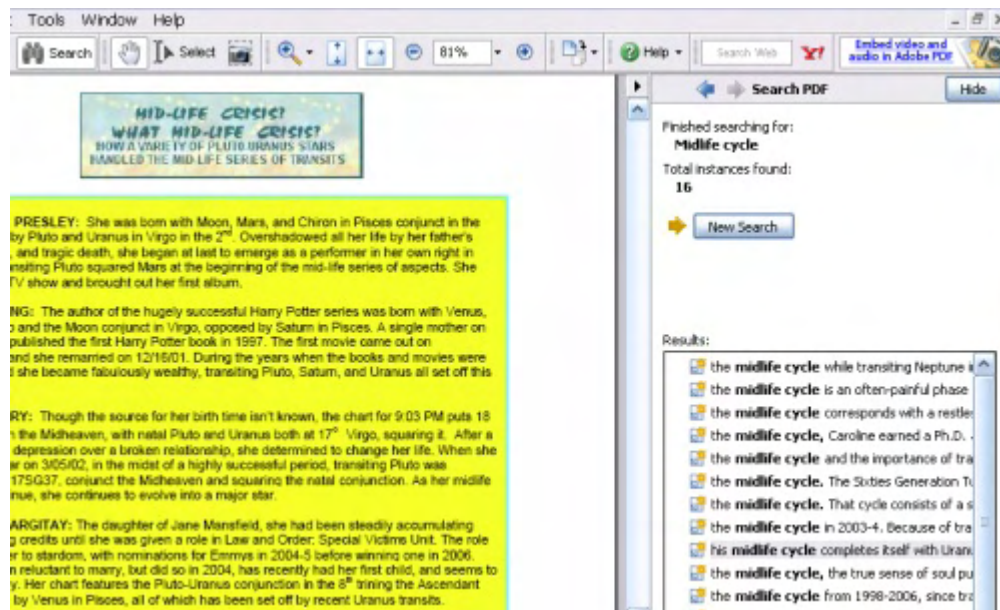 Tools Window Help
Search Select 81% Help Search Web Y! Embed video and
audio in Adobe PDF
MID-LIFE CRISIS?
WHAT MID-LIFE CRISIS?
HOW A VARIETY OF PLUTO-URANUS STARS
HANDLED THE MID-LIFE SERIES OF TRANSITS
PRESLEY: She was born with Moon, Mars, and Chiron in Pisces conjunct in the
by Pluto and Uranus in Virgo in the 2nd. Overshadowed all her life by her father's
, and tragic death, she began at last to emerge as a performer in her own right in
nsiting Pluto squared Mars at the beginning of the mid-life series of aspects. She
TV show and brought out her first album.
NG: The author of the hugely successful Harry Potter series was born with Venus,
and the Moon conjunct in Virgo, opposed by Saturn in Pisces. A single mother on
published the first Harry Potter book in 1997. The first movie came out on
and she remarried on 12/16/01. During the years when the books and movies were
she became fabulously wealthy, transiting Pluto, Saturn, and Uranus all set off this
RY: Though the source for her birth time isn't known, the chart for 9:03 PM puts 18
the Midheaven, with natal Pluto and Uranus both at 17° Virgo, squaring it. After a
depression over a broken relationship, she determined to change her life. When she
ar on 3/05/02, in the midst of a highly successful period, transiting Pluto was
17SG37, conjunct the Midheaven and squaring the natal conjunction. As her midlife
nue, she continues to evolve into a major star.
ARGITAY: The daughter of Jane Mansfield, she had been steadily accumulating
g credits until she was given a role in Law and Order: Special Victims Unit. The role
er to stardom, with nominations for Emmys in 2004-5 before winning one in 2006.
n reluctant to marry, but did so in 2004, has recently had her first child, and seems to
y. Her chart features the Pluto-Uranus conjunction in the 8th trining the Ascendant
by Venus in Pisces, all of which has been set off by recent Uranus transits.
Search PDF Hide
Finished searching for:
Midlife cycle
Total instances found:
16
New Search
Results:
the midlife cycle while transiting Neptune
the midlife cycle is an often-painful phase
the midlife cycle corresponds with a restle
the midlife cycle, Caroline earned a Ph.D.
the midlife cycle and the importance of tra
the midlife cycle. The Sixties Generation Tu
the midlife cycle. That cycle consists of a s
the midlife cycle in 2003-4. Because of tra
his midlife cycle completes itself with Uranu
the midlife cycle, the true sense of soul pu
the midlife cycle from 1998-2006, since tra